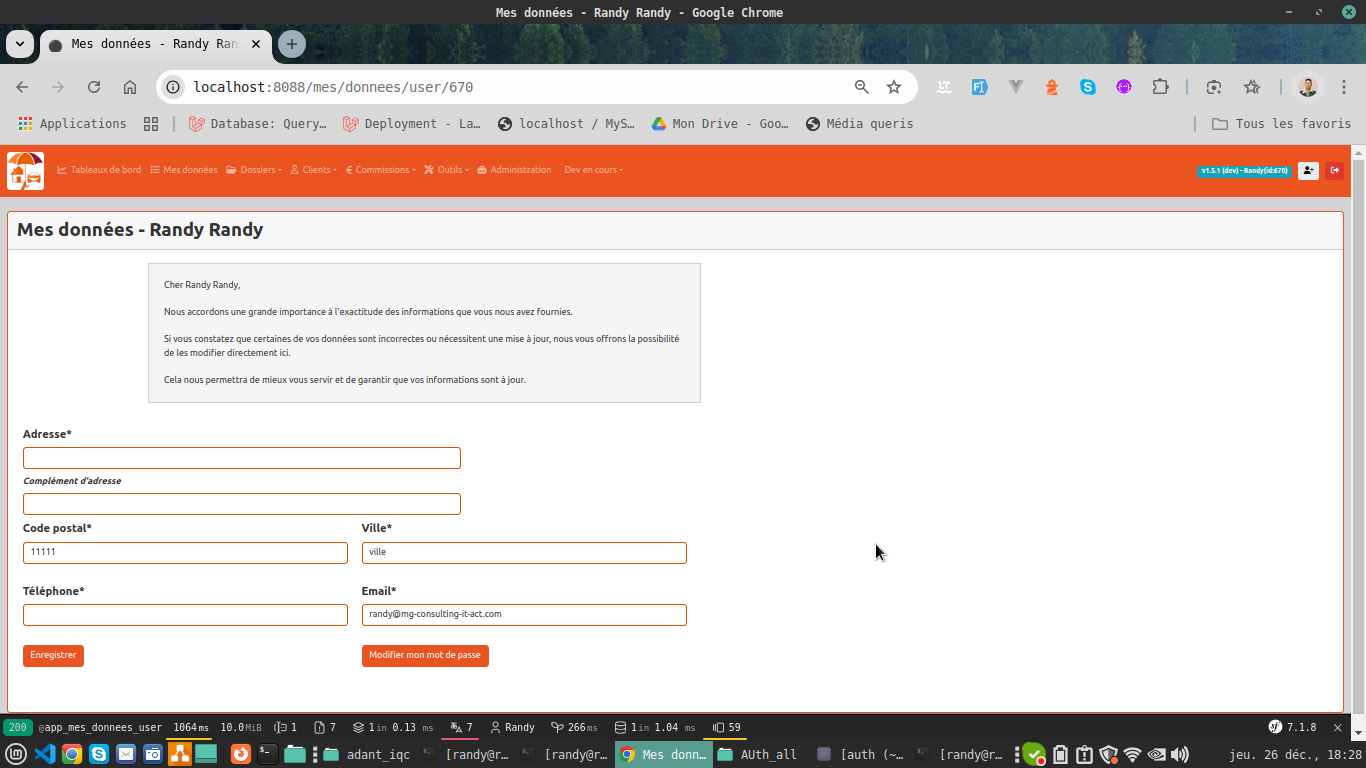 Mes données - Randy Randy - Google Chrome
Mes données - Randy Ran
localhost:8088/mes/donnees/user/670
Applications
Database: Query…
Deployment - La…
localhost / MyS…
Mon Drive - Goo…
Média queris
Tous les favoris
Tableaux de bord
Mes données
Dossiers
Clients
Commissions
Outils
Administration
Dev en cours
v1.5.1 (dev) - Randy(id:670)
Mes données - Randy Randy
Cher Randy Randy,
Nous accordons une grande importance à l'exactitude des informations que vous nous avez fournies.
Si vous constatez que certaines de vos données sont incorrectes ou nécessitent une mise à jour, nous vous offrons la possibilité
de les modifier directement ici.
Cela nous permettra de mieux vous servir et de garantir que vos informations sont à jour.
Adresse*
Complément d'adresse
Code postal*
Ville*
11111
ville
Téléphone*
Email*
randy@mg-consulting-it-act.com
Enregistrer
Modifier mon mot de passe
200 @app_mes_donnees_user 1064 ms 10.0 MiB 1 7 1 in 0.13 ms 7 Randy 266 ms 1 in 1.04 ms 59 7.1.8
adant_iqc
[randy@r…
[randy@r…
Mes donn…
AUth_all
[auth (~…
[randy@r…
jeu. 26 déc., 18:28